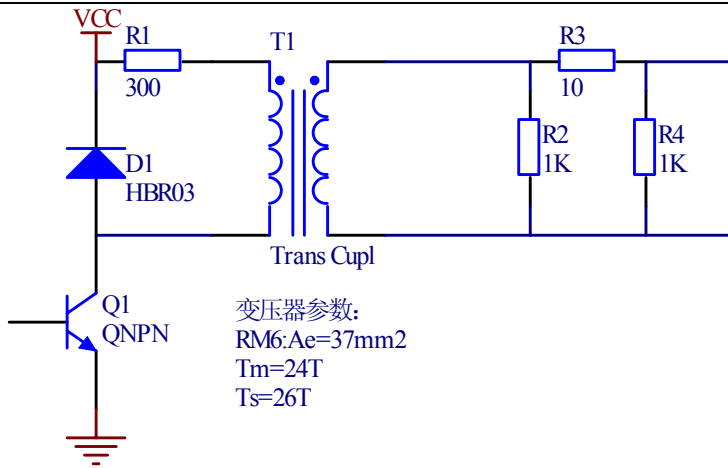 VCC
R1
300
T1
R3
10
R2
1K
R4
1K
D1
HBR03
Trans Cupl
Q1
QNPN
变压器参数:
RM6:Ae=37mm2
Tm=24T
Ts=26T